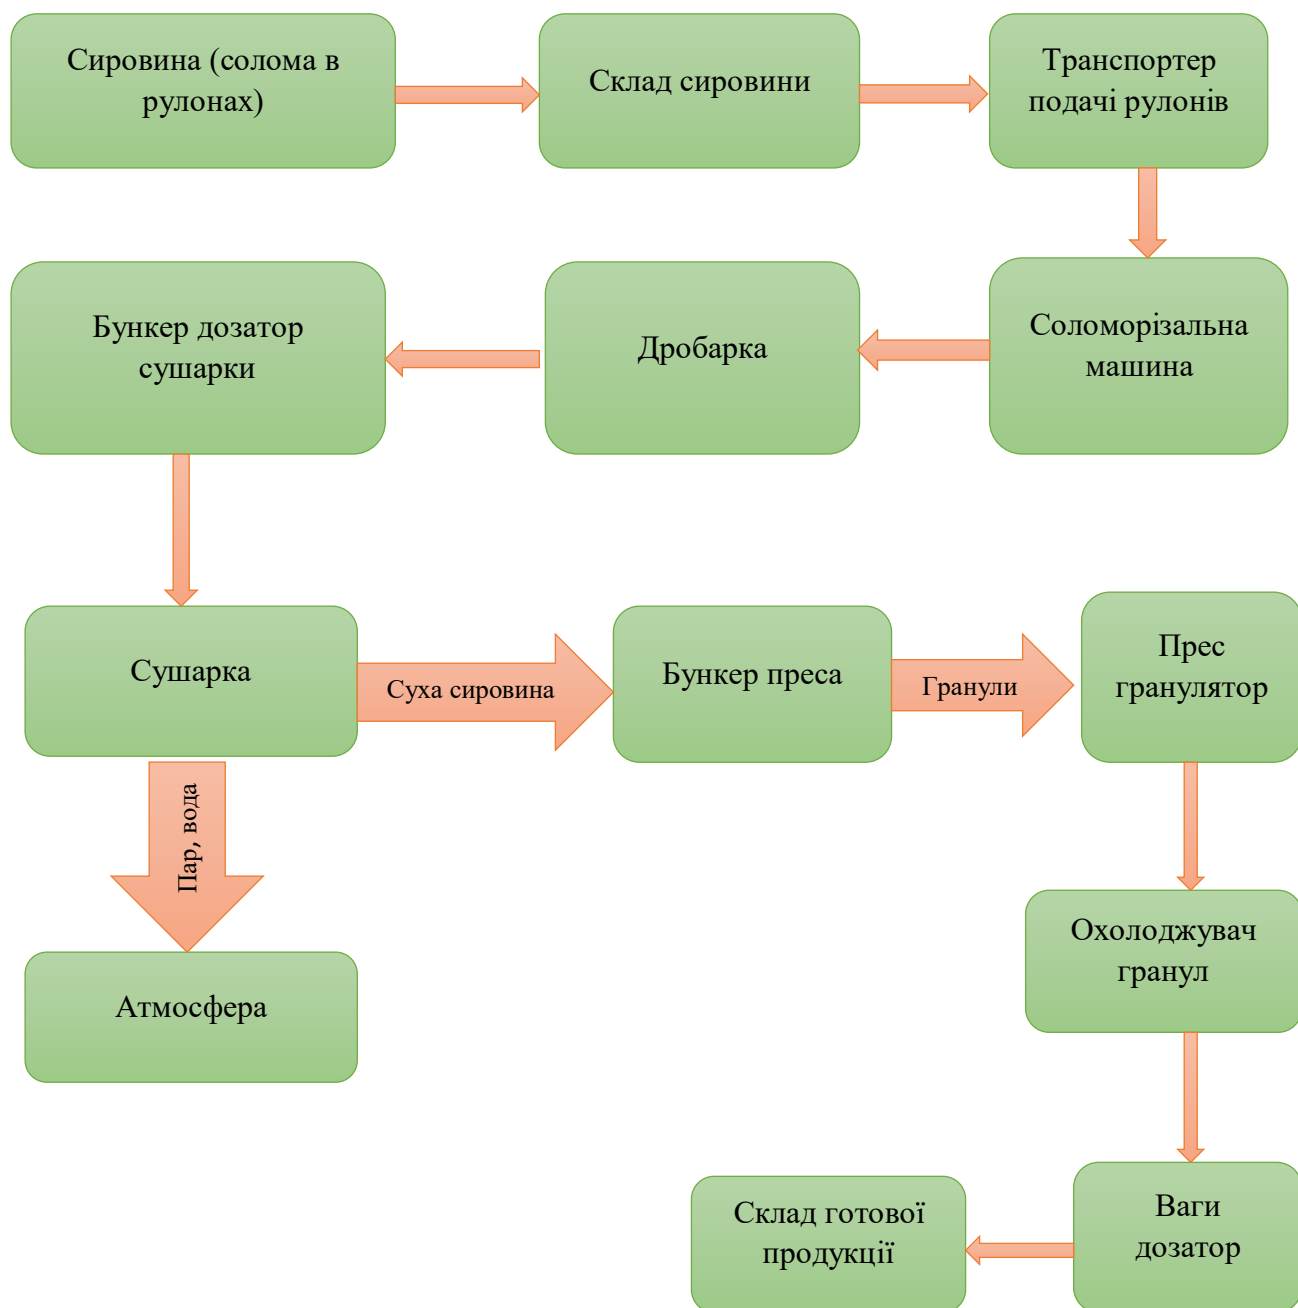 Сировина (солома в
рулонах)
Склад сировини
Транспортер
подачі рулонів
Бункер дозатор
сушарки
Дробарка
Соломорізальна
машина
Сушарка
Суха сировина
Бункер преса
Гранули
Прес
гранулятор
Пар, вода
Охолоджувач
гранул
Атмосфера
Склад готової
продукції
Ваги
дозатор